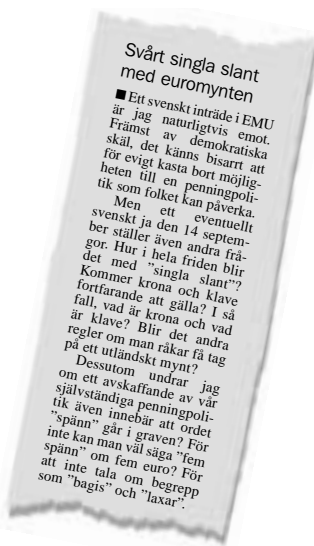 Svårt singla slant
med euromynten
■ Ett svenskt inträde i EMU
är jag naturligtvis emot.
Främst av demokratiska
skäl, det känns bisarrt att
för evigt kasta bort möjlig-
heten till en penningpoli-
tik som folket kan påverka.
Men ett eventuellt
svenskt ja den 14 septem-
ber ställer även andra frå-
gor. Hur i hela friden blir
det med ”singla slant”?
Kommer krona och klave
fortfarande att gälla? I så
fall, vad är krona och vad
är klave? Blir det andra
regler om man råkar få tag
på ett utländskt mynt?
Dessutom undrar jag
om ett avskaffande av vår
självständiga penningpoli-
tik även innebär att ordet
”spänn” går i graven? För
inte kan man väl säga ”fem
spänn” om fem euro? För
att inte tala om begrepp
som ”bagis” och ”laxar”.